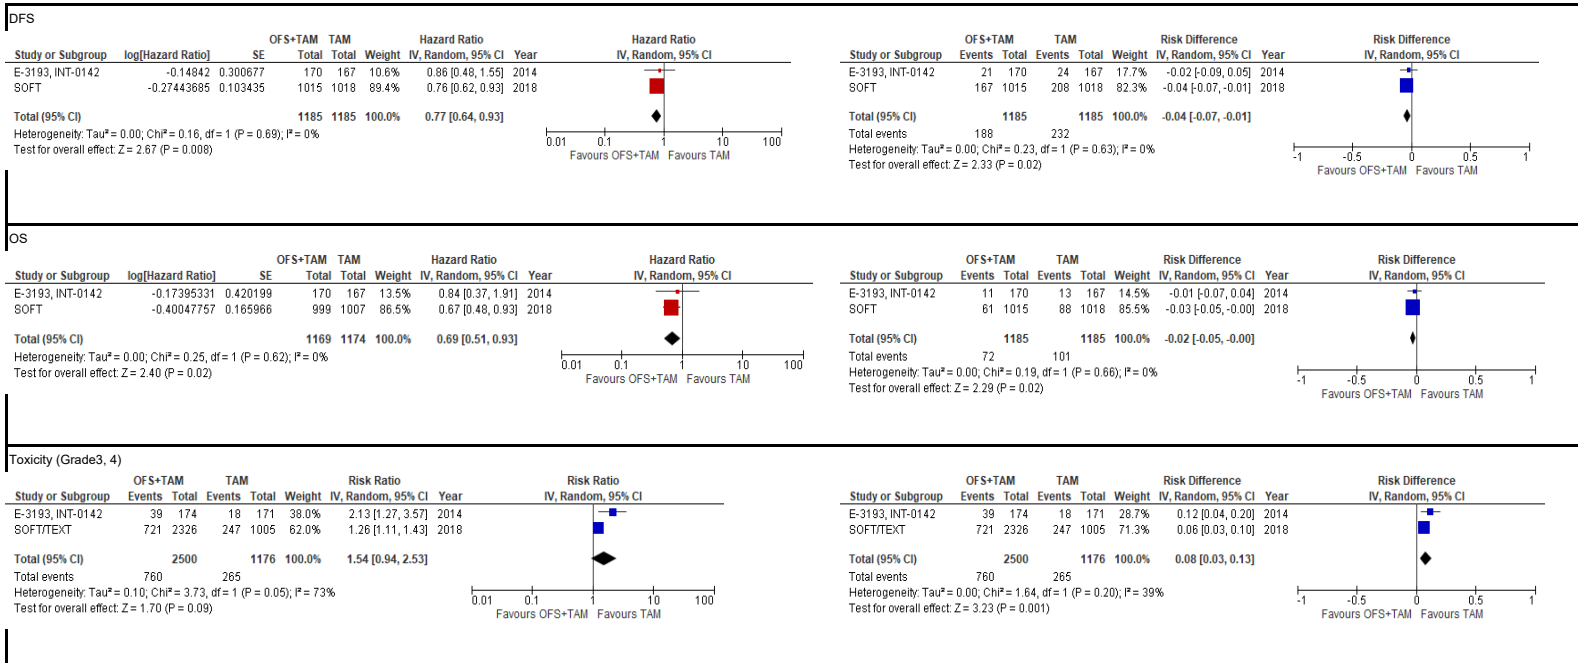 DFS
OFS+TAM TAM Hazard Ratio Hazard Ratio
Study or Subgroup log[Hazard Ratio] SE Total Total Weight IV, Random, 95% CI Year IV, Random, 95% CI
E-3193, INT-0142 -0.14842 0.300677 170 167 10.6% 0.86 [0.48, 1.55] 2014
SOFT -0.27443685 0.103435 1015 1018 89.4% 0.76 [0.62, 0.93] 2018
Total (95% CI) 1185 1185 100.0% 0.77 [0.64, 0.93]
Heterogeneity: Tau² = 0.00; Chi² = 0.16, df = 1 (P = 0.69); I² = 0%
Test for overall effect: Z = 2.67 (P = 0.008)
0.01 0.1 1 10 100
Favours OFS+TAM Favours TAM
OFS+TAM TAM Risk Difference Risk Difference
Study or Subgroup Events Total Events Total Weight IV, Random, 95% CI Year IV, Random, 95% CI
E-3193, INT-0142 21 170 24 167 17.7% -0.02 [-0.09, 0.05] 2014
SOFT 167 1015 208 1018 82.3% -0.04 [-0.07, -0.01] 2018
Total (95% CI) 1185 1185 100.0% -0.04 [-0.07, -0.01]
Total events 188 232
Heterogeneity: Tau² = 0.00; Chi² = 0.23, df = 1 (P = 0.63); I² = 0%
Test for overall effect: Z = 2.33 (P = 0.02)
-1 -0.5 0 0.5 1
Favours OFS+TAM Favours TAM
OS
OFS+TAM TAM Hazard Ratio Hazard Ratio
Study or Subgroup log[Hazard Ratio] SE Total Total Weight IV, Random, 95% CI Year IV, Random, 95% CI
E-3193, INT-0142 -0.17395331 0.420199 170 167 13.5% 0.84 [0.37, 1.91] 2014
SOFT -0.40047757 0.165966 999 1007 86.5% 0.67 [0.48, 0.93] 2018
Total (95% CI) 1169 1174 100.0% 0.69 [0.51, 0.93]
Heterogeneity: Tau² = 0.00; Chi² = 0.25, df = 1 (P = 0.62); I² = 0%
Test for overall effect: Z = 2.40 (P = 0.02)
0.01 0.1 1 10 100
Favours OFS+TAM Favours TAM
OFS+TAM TAM Risk Difference Risk Difference
Study or Subgroup Events Total Events Total Weight IV, Random, 95% CI Year IV, Random, 95% CI
E-3193, INT-0142 11 170 13 167 14.5% -0.01 [-0.07, 0.04] 2014
SOFT 61 1015 88 1018 85.5% -0.03 [-0.05, -0.00] 2018
Total (95% CI) 1185 1185 100.0% -0.02 [-0.05, -0.00]
Total events 72 101
Heterogeneity: Tau² = 0.00; Chi² = 0.19, df = 1 (P = 0.66); I² = 0%
Test for overall effect: Z = 2.29 (P = 0.02)
-1 -0.5 0 0.5 1
Favours OFS+TAM Favours TAM
Toxicity (Grade3, 4)
OFS+TAM TAM Risk Ratio Risk Ratio
Study or Subgroup Events Total Events Total Weight IV, Random, 95% CI Year IV, Random, 95% CI
E-3193, INT-0142 39 174 18 171 38.0% 2.13 [1.27, 3.57] 2014
SOFT/TEXT 721 2326 247 1005 62.0% 1.26 [1.11, 1.43] 2018
Total (95% CI) 2500 1176 100.0% 1.54 [0.94, 2.53]
Total events 760 265
Heterogeneity: Tau² = 0.10; Chi² = 3.73, df = 1 (P = 0.05); I² = 73%
Test for overall effect: Z = 1.70 (P = 0.09)
0.01 0.1 1 10 100
Favours OFS+TAM Favours TAM
OFS+TAM TAM Risk Difference Risk Difference
Study or Subgroup Events Total Events Total Weight IV, Random, 95% CI Year IV, Random, 95% CI
E-3193, INT-0142 39 174 18 171 28.7% 0.12 [0.04, 0.20] 2014
SOFT/TEXT 721 2326 247 1005 71.3% 0.06 [0.03, 0.10] 2018
Total (95% CI) 2500 1176 100.0% 0.08 [0.03, 0.13]
Total events 760 265
Heterogeneity: Tau² = 0.00; Chi² = 1.64, df = 1 (P = 0.20); I² = 39%
Test for overall effect: Z = 3.23 (P = 0.001)
-1 -0.5 0 0.5 1
Favours OFS+TAM Favours TAM